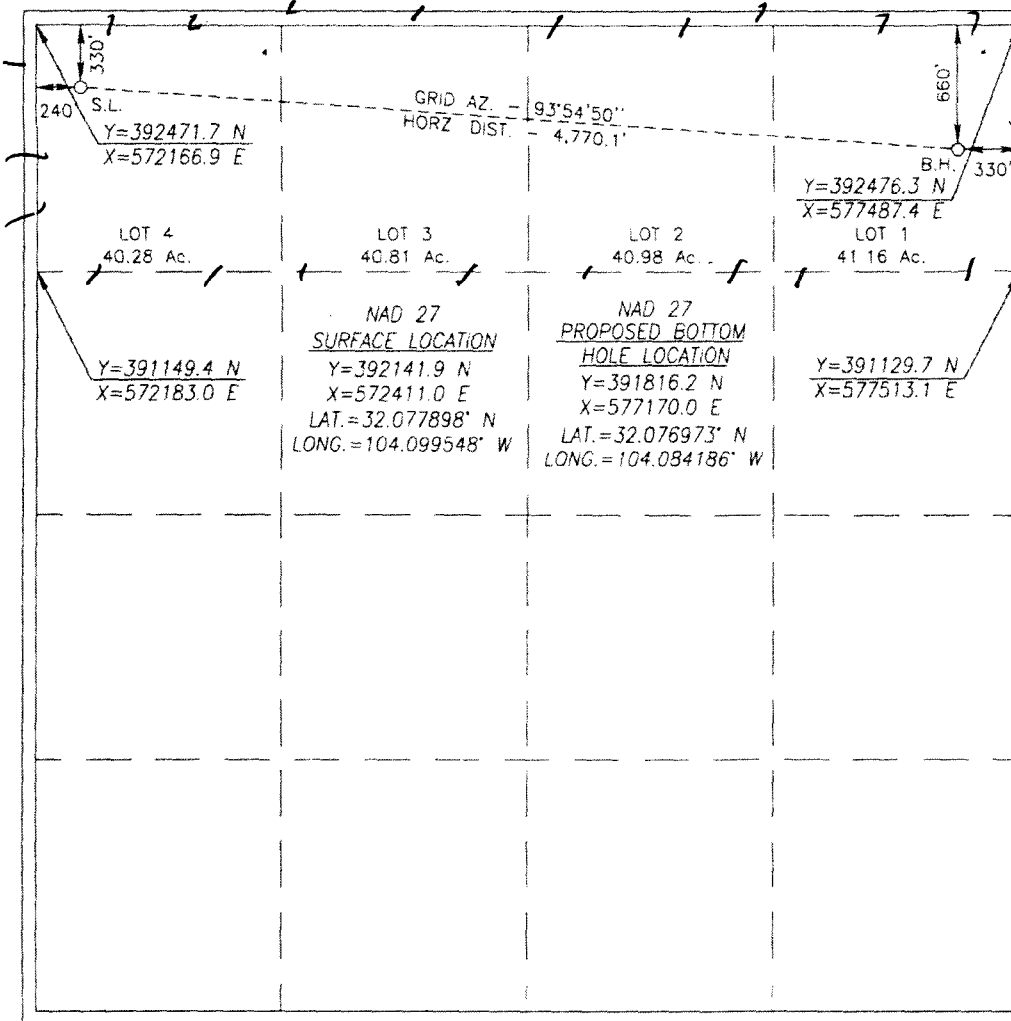 330'
240'
S.L.
GRID AZ. - 93°54'50''
HORZ DIST. - 4,770.1'
660'
B.H.
330'
Y=392471.7 N
X=572166.9 E
Y=392476.3 N
X=577487.4 E
LOT 4
40.28 Ac.
LOT 3
40.81 Ac.
LOT 2
40.98 Ac.
LOT 1
41.16 Ac.
Y=391149.4 N
X=572183.0 E
NAD 27
SURFACE LOCATION
Y=392141.9 N
X=572411.0 E
LAT.=32.077898° N
LONG.=104.099548° W
NAD 27
PROPOSED BOTTOM
HOLE LOCATION
Y=391816.2 N
X=577170.0 E
LAT.=32.076973° N
LONG.=104.084186° W
Y=391129.7 N
X=577513.1 E